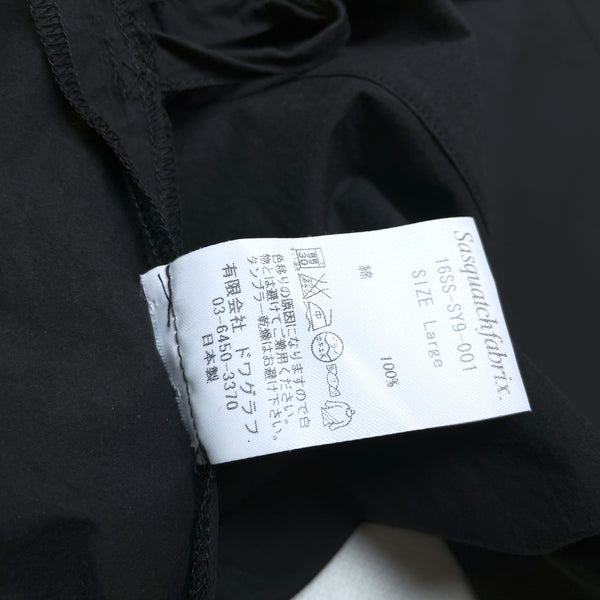 Sasquatchfabrix.
16SS-SY9-001
SIZE Large
綿 100%
色移りの原因になりますので白
物とは避けてご着用ください。
タンブラー乾燥はお避け下さい。
有限会社 ドワグラフ.
03-6450-3370
日本製